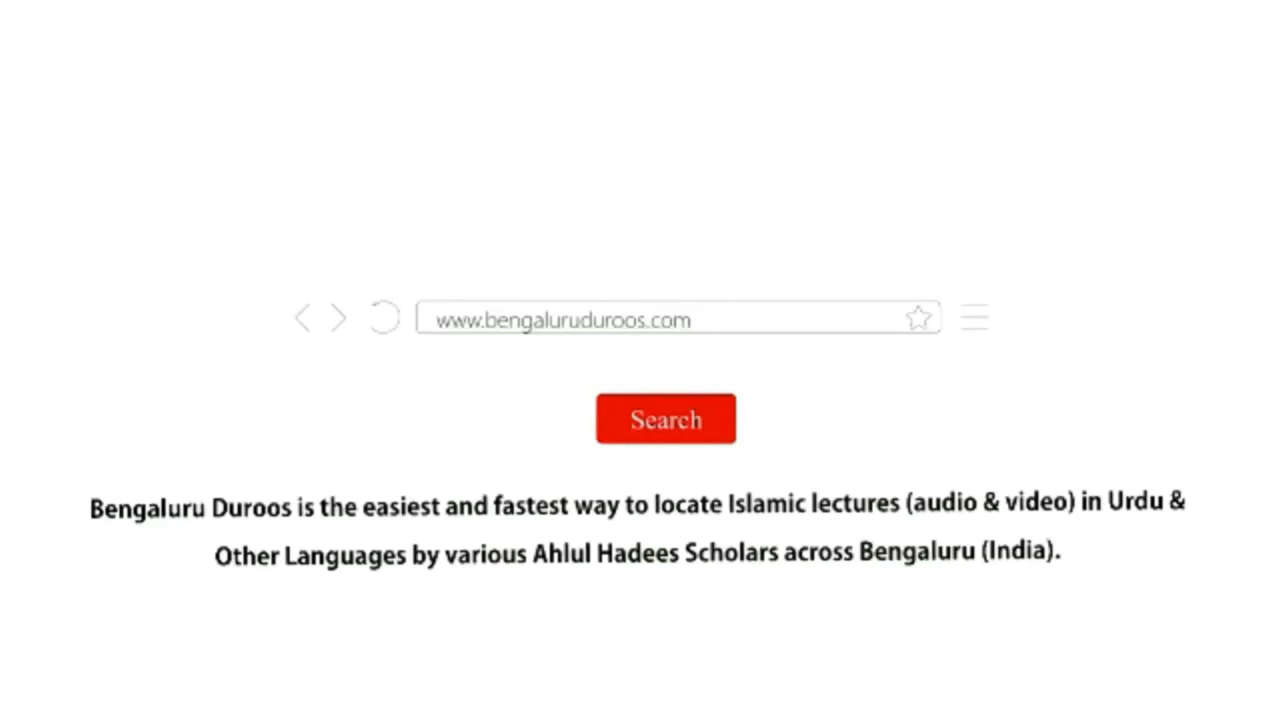 www.bengaluruduroos.com
Search
Bengaluru Duroos is the easiest and fastest way to locate Islamic lectures (audio & video) in Urdu &
Other Languages by various Ahlul Hadees Scholars across Bengaluru (India).